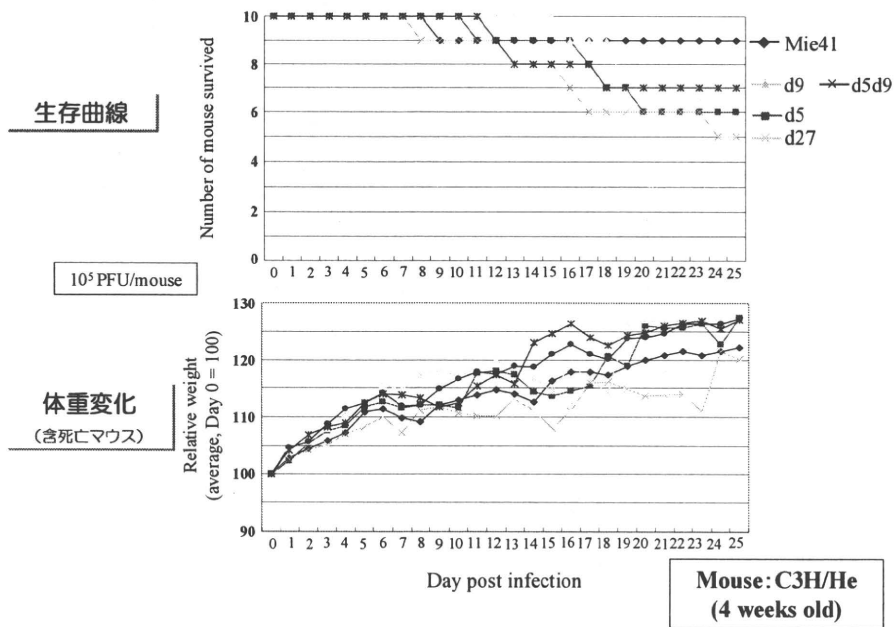 生存曲線
Number of mouse survived
10
8
6
4
2
0
0 1 2 3 4 5 6 7 8 9 10 11 12 13 14 15 16 17 18 19 20 21 22 23 24 25
Mie41
d9 d5d9
d5
d27
10⁵ PFU/mouse
体重変化
(含死亡マウス)
Relative weight
(average, Day 0 = 100)
130
120
110
100
90
0 1 2 3 4 5 6 7 8 9 10 11 12 13 14 15 16 17 18 19 20 21 22 23 24 25
Day post infection
Mouse: C3H/He
(4 weeks old)